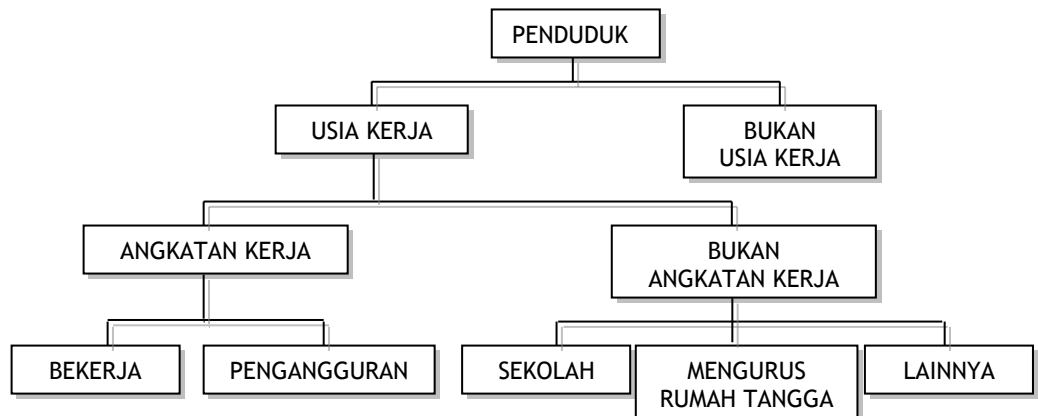 PENDUDUK
USIA KERJA
BUKAN
USIA KERJA
ANGKATAN KERJA
BUKAN
ANGKATAN KERJA
BEKERJA
PENGANGGURAN
SEKOLAH
MENGURUS
RUMAH TANGGA
LAINNYA